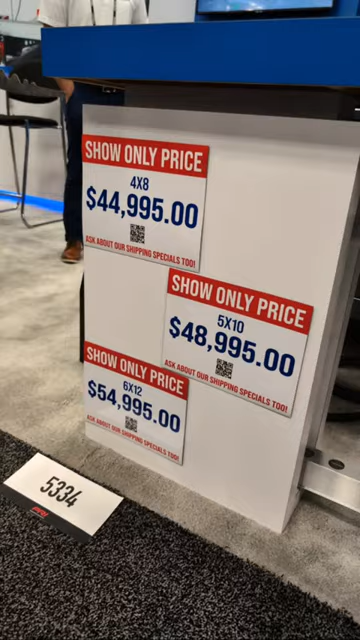 SHOW ONLY PRICE
4X8
$44,995.00
ASK ABOUT OUR SHIPPING SPECIALS TOO!
SHOW ONLY PRICE
5X10
$48,995.00
ASK ABOUT OUR SHIPPING SPECIALS TOO!
SHOW ONLY PRICE
6X12
$54,995.00
ASK ABOUT OUR SHIPPING SPECIALS TOO!
5334